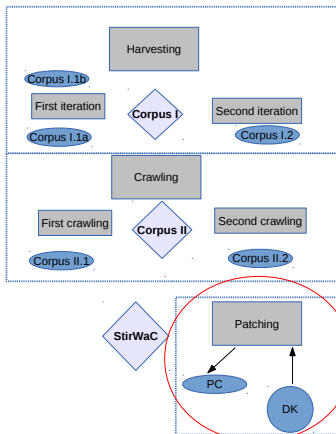 Harvesting
Corpus I.1b
First iteration
Corpus I
Second iteration
Corpus I.1a
Corpus I.2
Crawling
First crawling
Corpus II
Second crawling
Corpus II.1
Corpus II.2
StirWaC
Patching
PC
DK